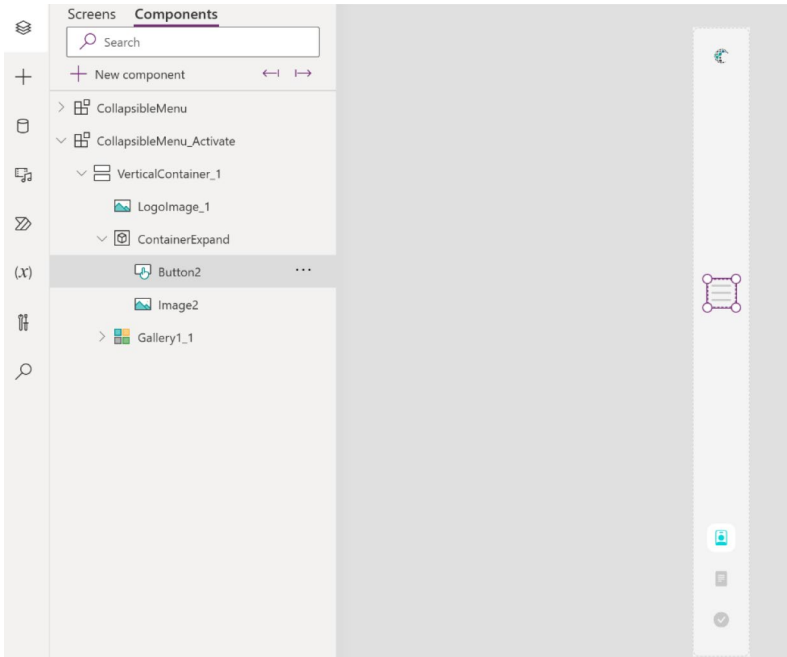 Screens Components
Search
New component
CollapsibleMenu
CollapsibleMenu_Activate
VerticalContainer_1
LogoImage_1
ContainerExpand
Button2
(x)
Image2
Gallery1_1